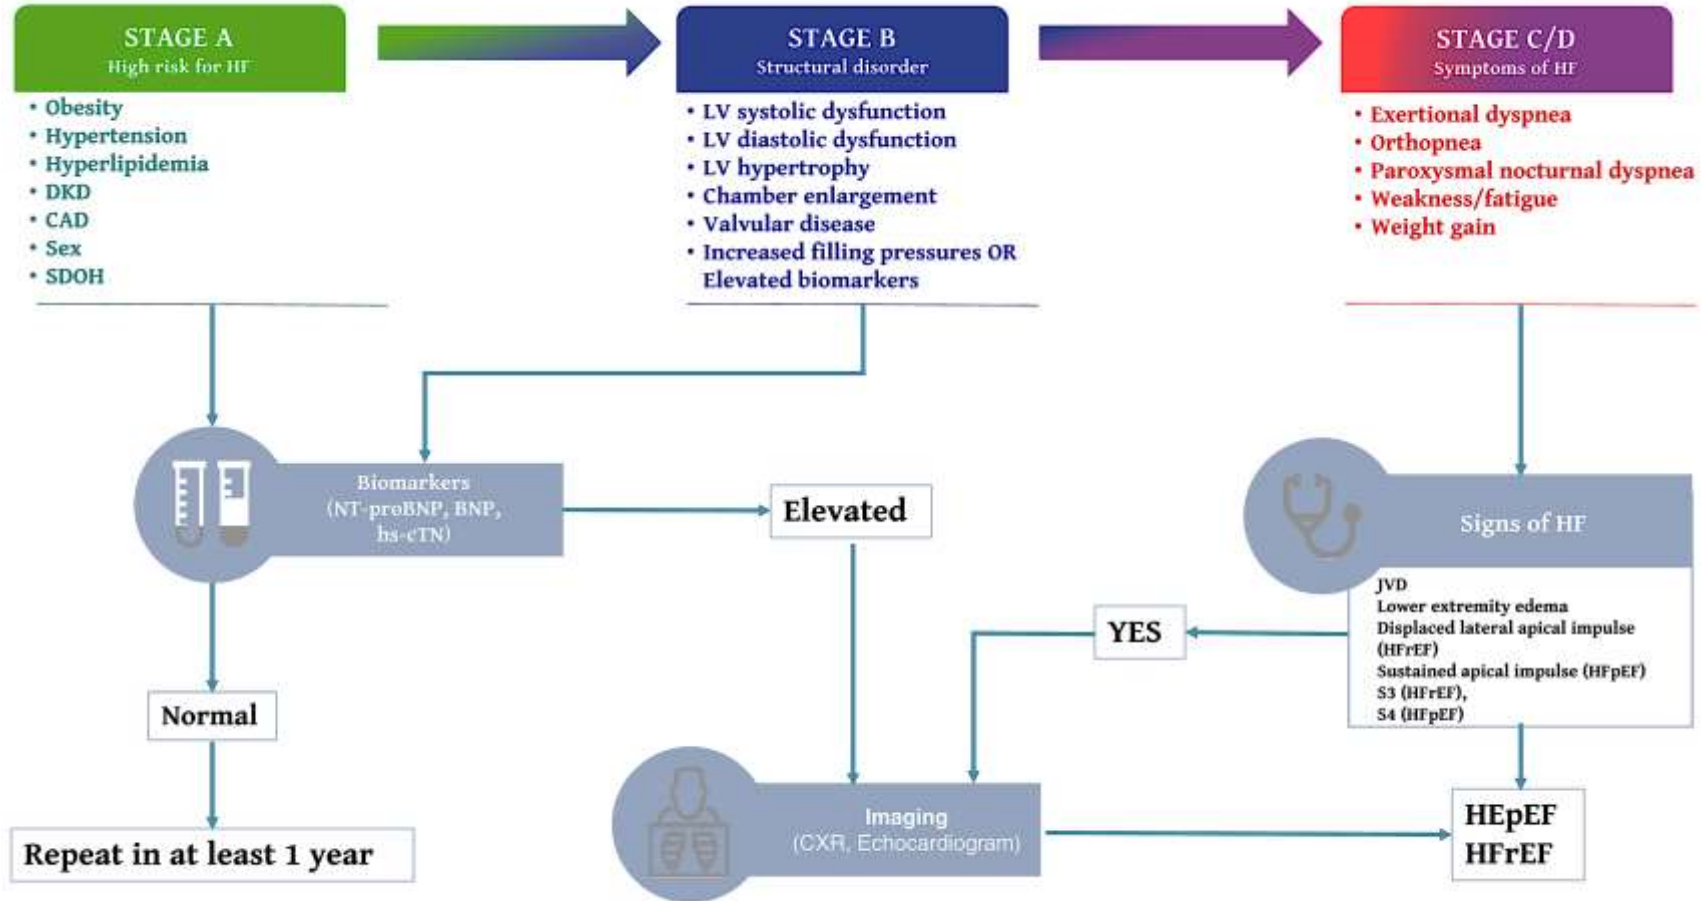 STAGE A
High risk for HF
• Obesity
• Hypertension
• Hyperlipidemia
• DKD
• CAD
• Sex
• SDOH
STAGE B
Structural disorder
• LV systolic dysfunction
• LV diastolic dysfunction
• LV hypertrophy
• Chamber enlargement
• Valvular disease
• Increased filling pressures OR
Elevated biomarkers
STAGE C/D
Symptoms of HF
• Exertional dyspnea
• Orthopnea
• Paroxysmal nocturnal dyspnea
• Weakness/fatigue
• Weight gain
Biomarkers
(NT-proBNP, BNP,
hs-cTN)
Elevated
Signs of HF
JVD
Lower extremity edema
Displaced lateral apical impulse
(HFrEF)
Sustained apical impulse (HFpEF)
S3 (HFrEF),
S4 (HFpEF)
YES
Normal
Repeat in at least 1 year
Imaging
(CXR, Echocardiogram)
HEpEF
HFrEF